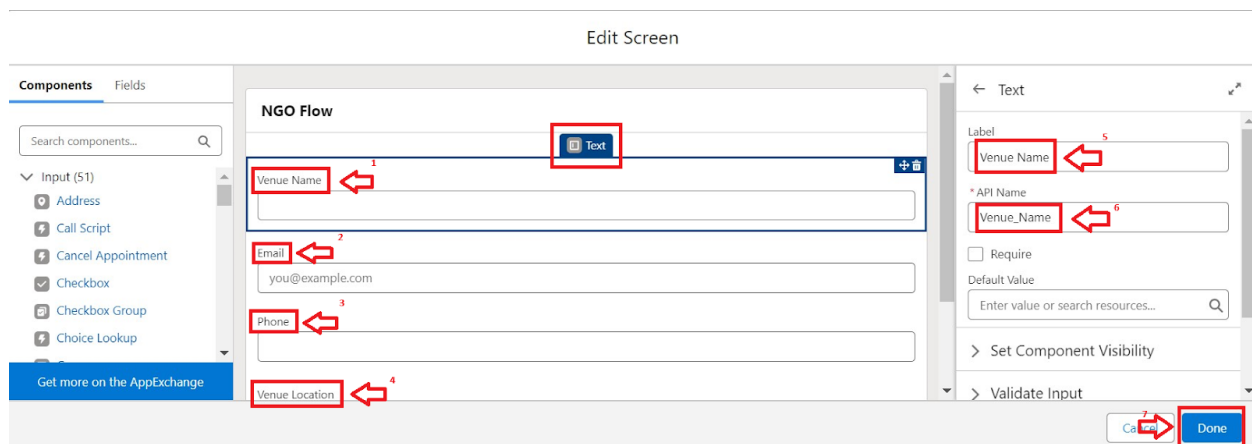 Edit Screen
Components Fields
Search components...
Input (51)
Address
Call Script
Cancel Appointment
Checkbox
Checkbox Group
Choice Lookup
Get more on the AppExchange
NGO Flow
Text
Venue Name 1
Email 2
you@example.com
Phone 3
Venue Location 4
Text
Label
Venue Name 5
* API Name
Venue_Name 6
Require
Default Value
Enter value or search resources...
Set Component Visibility
Validate Input
7
Cancel Done